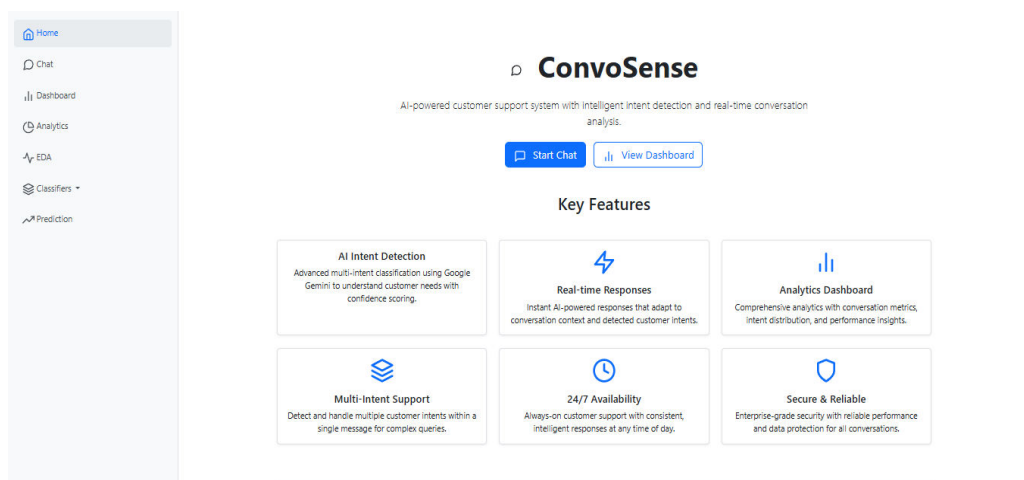 Home
Chat
Dashboard
Analytics
EDA
Classifiers
Prediction
ConvoSense
AI-powered customer support system with intelligent intent detection and real-time conversation
analysis.
Start Chat
View Dashboard
Key Features
AI Intent Detection
Advanced multi-intent classification using Google
Gemini to understand customer needs with
confidence scoring.
Real-time Responses
Instant AI-powered responses that adapt to
conversation context and detected customer intents.
Analytics Dashboard
Comprehensive analytics with conversation metrics,
intent distribution, and performance insights.
Multi-Intent Support
Detect and handle multiple customer intents within a
single message for complex queries.
24/7 Availability
Always-on customer support with consistent,
intelligent responses at any time of day.
Secure & Reliable
Enterprise-grade security with reliable performance
and data protection for all conversations.